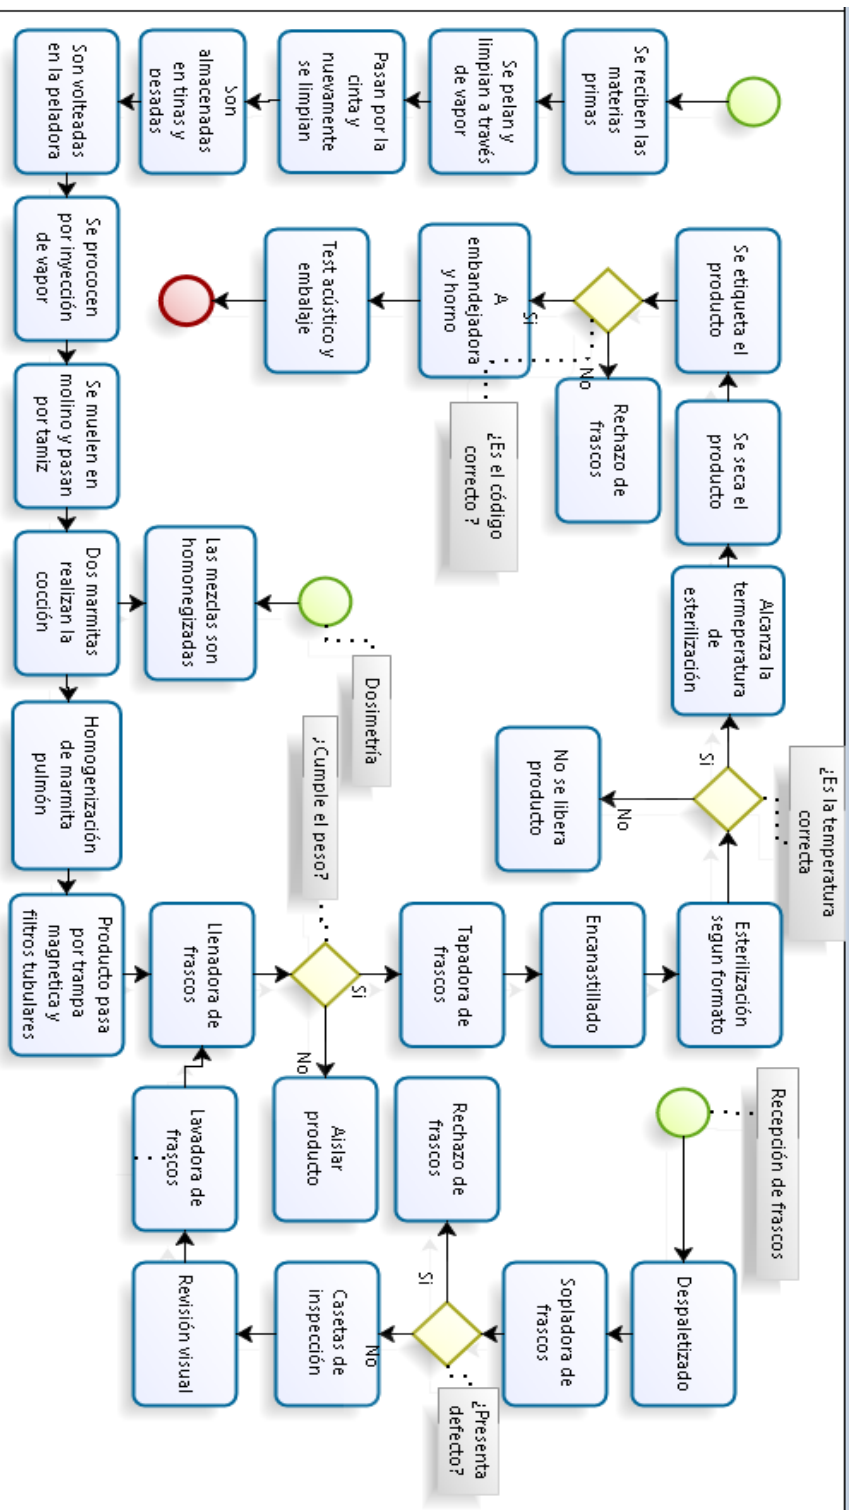 Se reciben las
materias
primas
Se pelan y
limpian a través
de vapor
Pasan por la
cinta y
nuevamente
se limpian
Son
almacenadas
en tinas y
pesadas
Son volteadas
en la peladora
Se prococen
por inyección
de vapor
Se muelen en
molino y pasan
por tamiz
Dos marmitas
realizan la
cocción
Las mezclas son
homonegizadas
Dosimetría
Homogenización
de marmita
pulmón
Producto pasa
por trampa
magnetica y
filtros tubulares
Llenadora de
frascos
¿Cumple el peso?
Si
No
Aislar
producto
Tapadora de
frascos
Encanastillado
Esterilización
segun formato
¿Es la temperatura
correcta
Si
No
No se libera
producto
Alcanza la
termeperatura
de
esterilización
Se seca el
producto
Se etiqueta el
producto
¿Es el código
correcto ?
Si
No
Rechazo de
frascos
A
embandejadora
y horno
Test acústico y
embalaje
Recepción de frascos
Despaletizado
Sopladora de
frascos
¿Presenta
defecto?
Si
No
Rechazo de
frascos
Casetas de
inspección
Revisión visual
Lavadora de
frascos